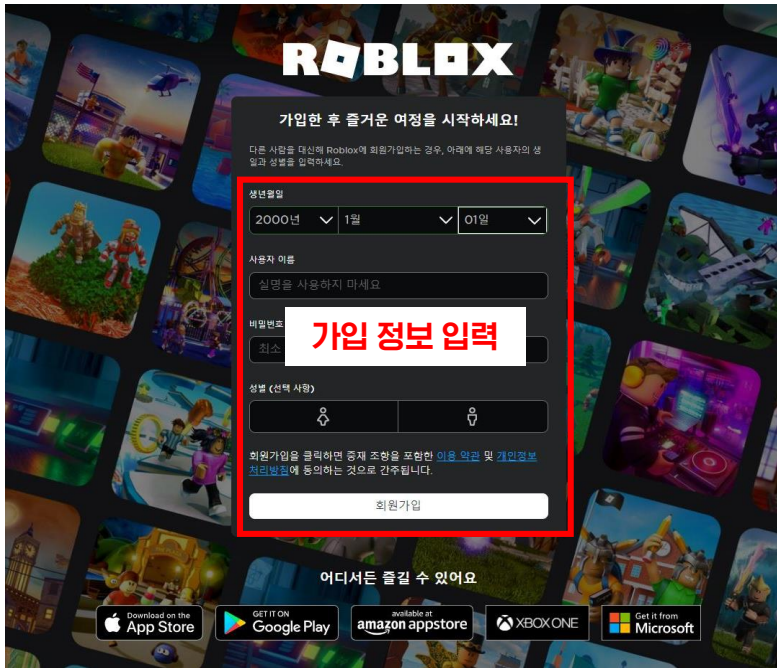 ROBLOX
가입한 후 즐거운 여정을 시작하세요!
다른 사람을 대신해 Roblox에 회원가입하는 경우, 아래에 해당 사용자의 생
일과 성별을 입력하세요.
생년월일
2000년 1월 01일
사용자 이름
실명을 사용하지 마세요
비밀번호
최소
가입 정보 입력
성별 (선택 사항)
회원가입을 클릭하면 중재 조항을 포함한 이용 약관 및 개인정보
처리방침에 동의하는 것으로 간주됩니다.
회원가입
어디서든 즐길 수 있어요
Download on the
App Store
GET IT ON
Google Play
available at
amazon appstore
XBOX ONE
Get it from
Microsoft